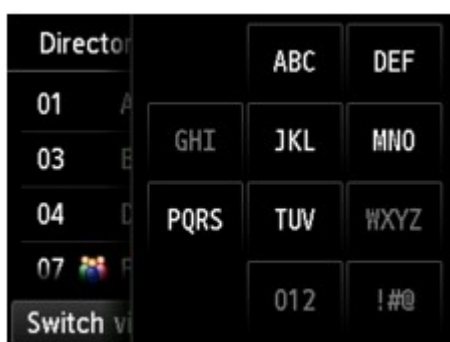 Director
01 A
03 E
04 D
07 F
Switch vi
ABC DEF
GHI JKL MNO
PQRS TUV WXYZ
012 !#@